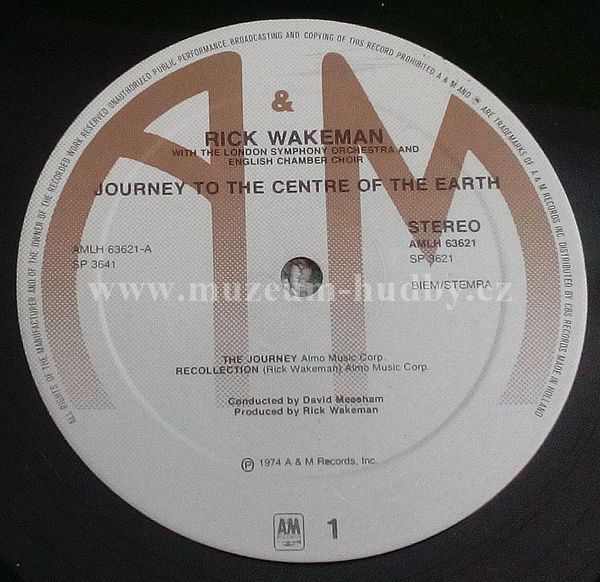 ALL RIGHTS OF THE MANUFACTURER AND OF THE OWNER OF THE RECORDED WORK RESERVED UNAUTHORIZED PUBLIC PERFORMANCE BROADCASTING AND COPYING OF THIS RECORD PROHIBITED A & M AND ARE TRADEMARKS OF A & M RECORDS INC DISTRIBUTED BY CBS RECORDS MADE IN HOLLAND
A & M
RICK WAKEMAN
WITH THE LONDON SYMPHONY ORCHESTRA AND
ENGLISH CHAMBER CHOIR
JOURNEY TO THE CENTRE OF THE EARTH
STEREO
AMLH 63621-A AMLH 63621
SP 3641 SP 3621
BIEM/STEMRA
www.muzeum-hudby.cz
THE JOURNEY Almo Music Corp.
RECOLLECTION (Rick Wakeman) Almo Music Corp.
Conducted by David Measham
Produced by Rick Wakeman
℗ 1974 A & M Records, Inc.
AM
RECORDS
1